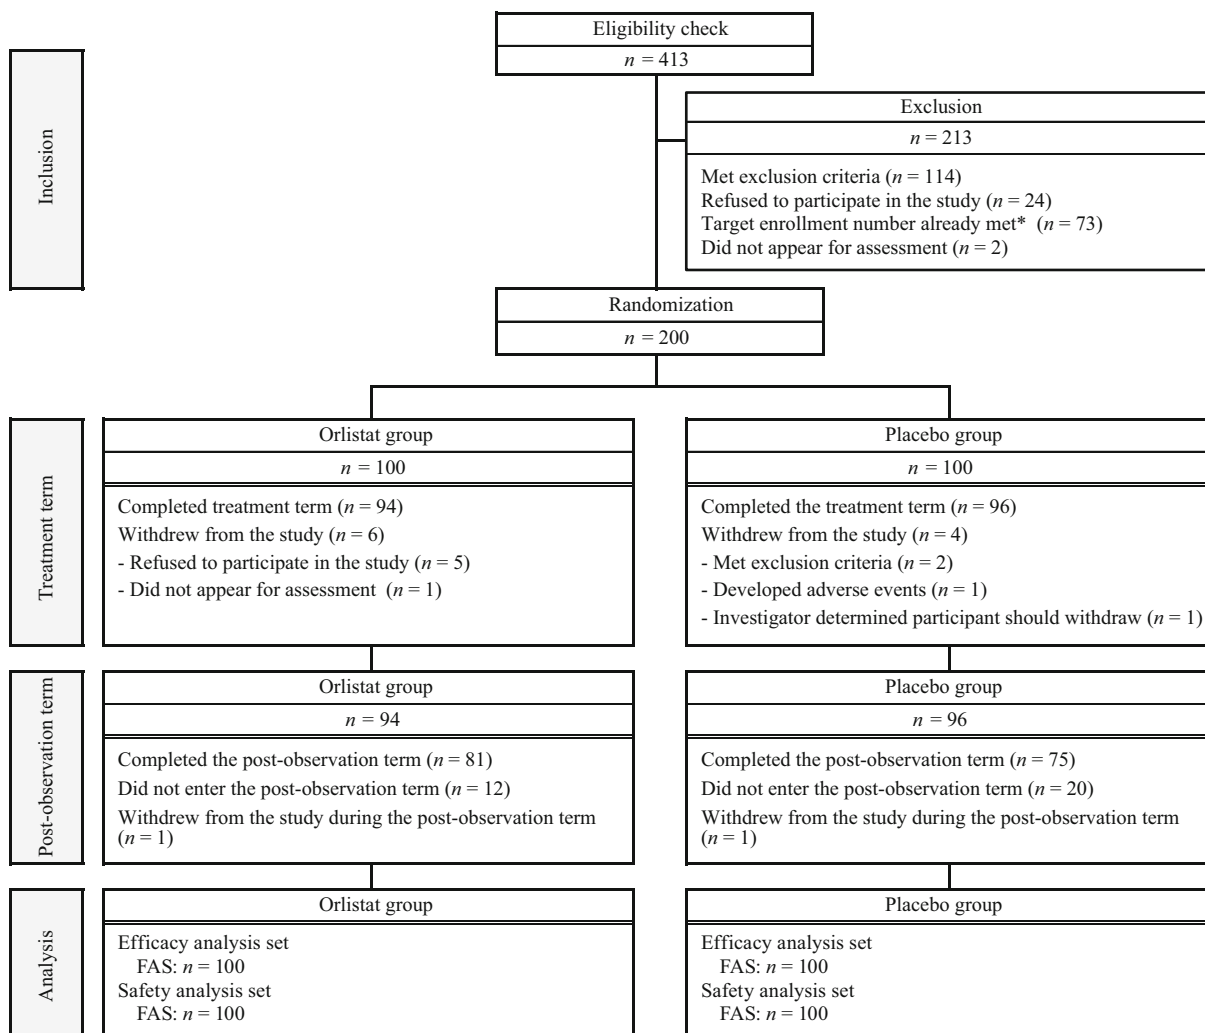 Eligibility check
n = 413
Inclusion
Exclusion
n = 213
Met exclusion criteria (n = 114)
Refused to participate in the study (n = 24)
Target enrollment number already met* (n = 73)
Did not appear for assessment (n = 2)
Randomization
n = 200
Treatment term
Orlistat group
n = 100
Completed treatment term (n = 94)
Withdrew from the study (n = 6)
- Refused to participate in the study (n = 5)
- Did not appear for assessment (n = 1)
Placebo group
n = 100
Completed the treatment term (n = 96)
Withdrew from the study (n = 4)
- Met exclusion criteria (n = 2)
- Developed adverse events (n = 1)
- Investigator determined participant should withdraw (n = 1)
Post-observation term
Orlistat group
n = 94
Completed the post-observation term (n = 81)
Did not enter the post-observation term (n = 12)
Withdrew from the study during the post-observation term
(n = 1)
Placebo group
n = 96
Completed the post-observation term (n = 75)
Did not enter the post-observation term (n = 20)
Withdrew from the study during the post-observation term
(n = 1)
Analysis
Orlistat group
Efficacy analysis set
FAS: n = 100
Safety analysis set
FAS: n = 100
Placebo group
Efficacy analysis set
FAS: n = 100
Safety analysis set
FAS: n = 100